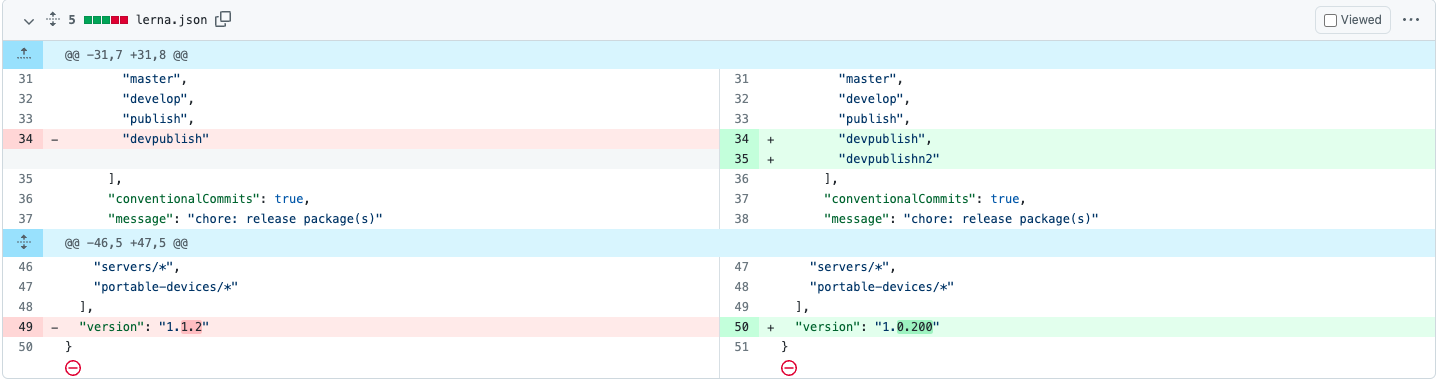 5 lerna.json Viewed
@@ -31,7 +31,8 @@
31 "master", 31 "master",
32 "develop", 32 "develop",
33 "publish", 33 "publish",
34 - "devpublish" 34 + "devpublish",
35 + "devpublishn2"
35 ], 36 ],
36 "conventionalCommits": true, 37 "conventionalCommits": true,
37 "message": "chore: release package(s)" 38 "message": "chore: release package(s)"
@@ -46,5 +47,5 @@
46 "servers/*", 47 "servers/*",
47 "portable-devices/*" 48 "portable-devices/*"
48 ], 49 ],
49 - "version": "1.1.2" 50 + "version": "1.0.200"
50 } 51 }